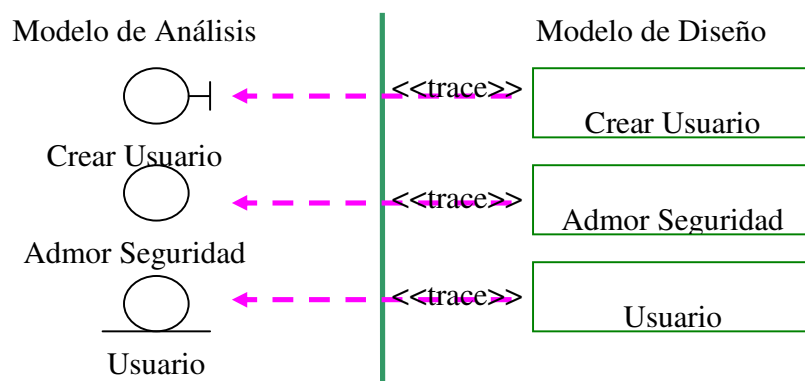 Modelo de Análisis
Modelo de Diseño
<<trace>>
Crear Usuario
Crear Usuario
<<trace>>
Admor Seguridad
Admor Seguridad
<<trace>>
Usuario
Usuario